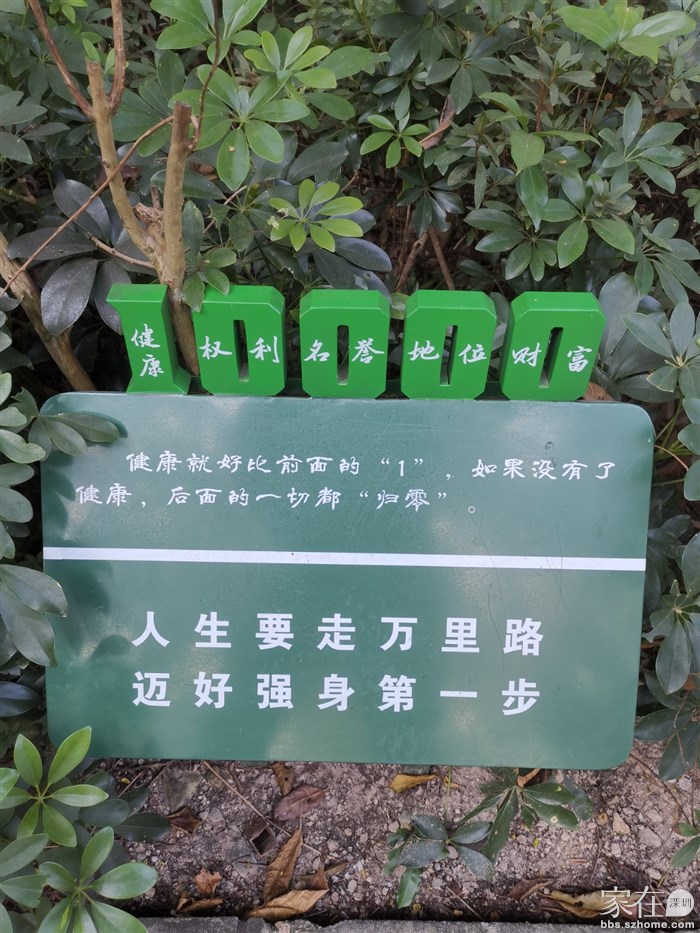 10000
健康 权利 名誉 地位 财富
健康就好比前面的“1”，如果没有了
健康，后面的一切都“归零”。
人生要走万里路
迈好强身第一步
家在深圳
bbs.szhome.com